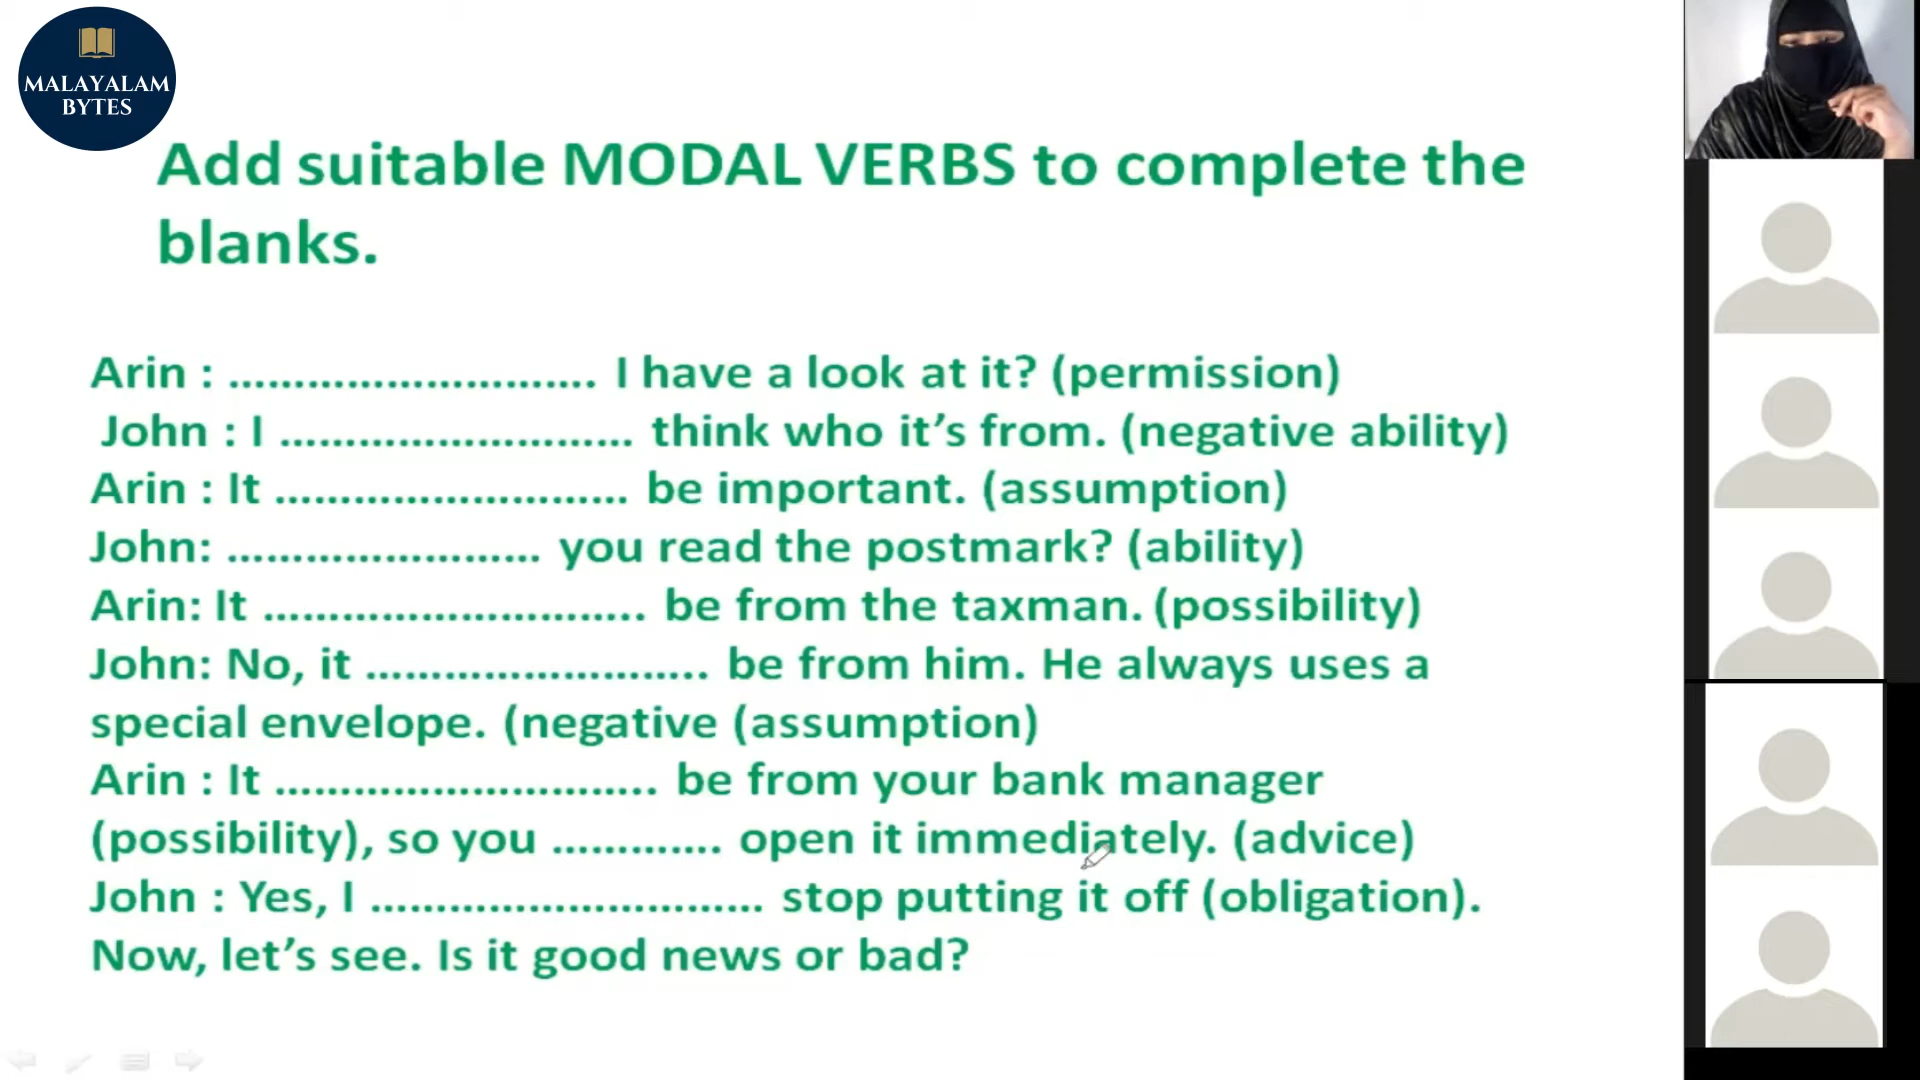 MALAYALAM
BYTES
Add suitable MODAL VERBS to complete the
blanks.
Arin : ............................ I have a look at it? (permission)
John : I ........................... think who it’s from. (negative ability)
Arin : It ........................... be important. (assumption)
John: ........................ you read the postmark? (ability)
Arin: It ............................. be from the taxman. (possibility)
John: No, it .......................... be from him. He always uses a
special envelope. (negative (assumption)
Arin : It ............................. be from your bank manager
(possibility), so you ............. open it immediately. (advice)
John : Yes, I .............................. stop putting it off (obligation).
Now, let’s see. Is it good news or bad?